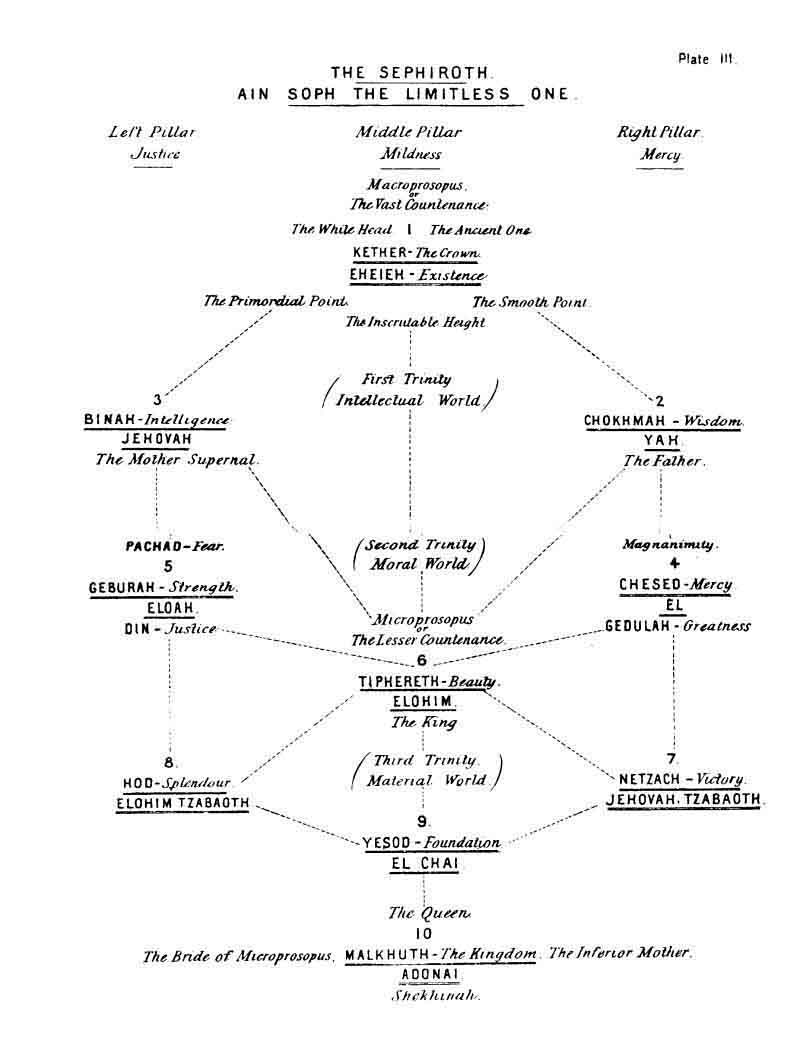 Plate III.
THE SEPHIROTH.
AIN SOPH THE LIMITLESS ONE.
Left Pillar
Justice
Middle Pillar
Mildness
Right Pillar.
Mercy.
Macroprosopus,
or
The Vast Countenance:
The White Head 1 The Ancient One
KETHER - The Crown.
EHEIEH - Existence
The Primordial Point.
The Smooth Point.
The Inscrutable Height
(First Trinity
Intellectual World.)
3
BINAH - Intelligence
JEHOVAH
The Mother Supernal.
2
CHOKHMAH - Wisdom.
YAH.
The Father.
PACHAD - Fear.
5
GEBURAH - Strength.
ELOAH.
DIN - Justice
(Second Trinity)
Moral World
Magnanimity.
4
CHESED - Mercy
EL
GEDULAH - Greatness
Microprosopus
or
The Lesser Countenance.
6
TIPHERETH - Beauty.
ELOHIM.
The King
8.
HOD - Splendour.
ELOHIM TZABAOTH
(Third Trinity.
Material World.)
7.
NETZACH - Victory.
JEHOVAH. TZABAOTH.
9.
YESOD - Foundation
EL CHAI
The Queen
10
The Bride of Microprosopus. MALKHUTH - The Kingdom. The Inferior Mother.
ADONAI.
Shekhinah.